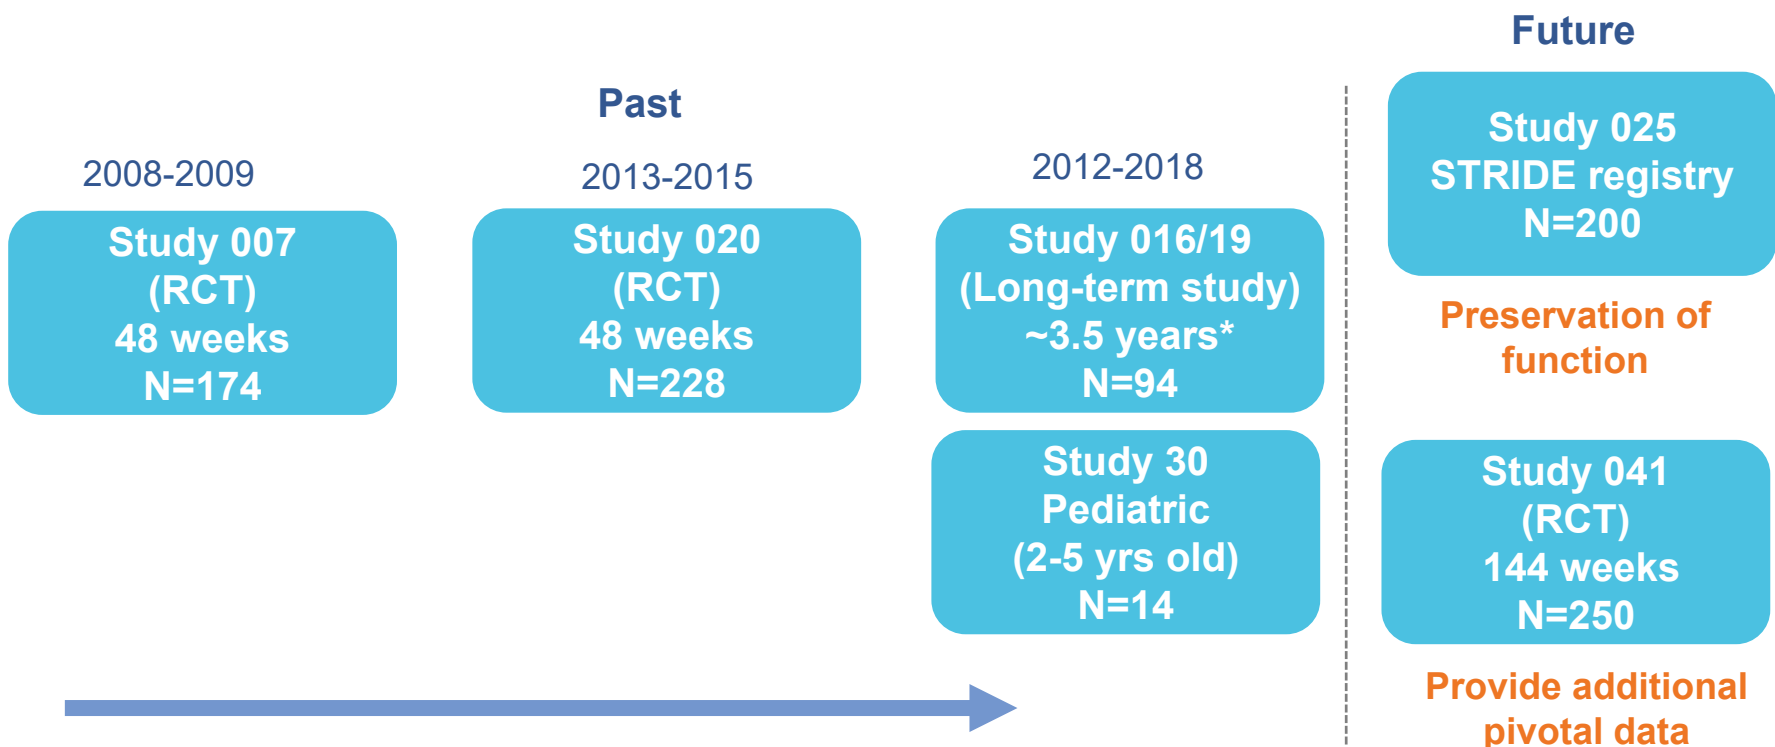 Past
2008-2009
Study 007
(RCT)
48 weeks
N=174
2013-2015
Study 020
(RCT)
48 weeks
N=228
2012-2018
Study 016/19
(Long-term study)
~3.5 years*
N=94
Study 30
Pediatric
(2-5 yrs old)
N=14
Future
Study 025
STRIDE registry
N=200
Preservation of
function
Study 041
(RCT)
144 weeks
N=250
Provide additional
pivotal data